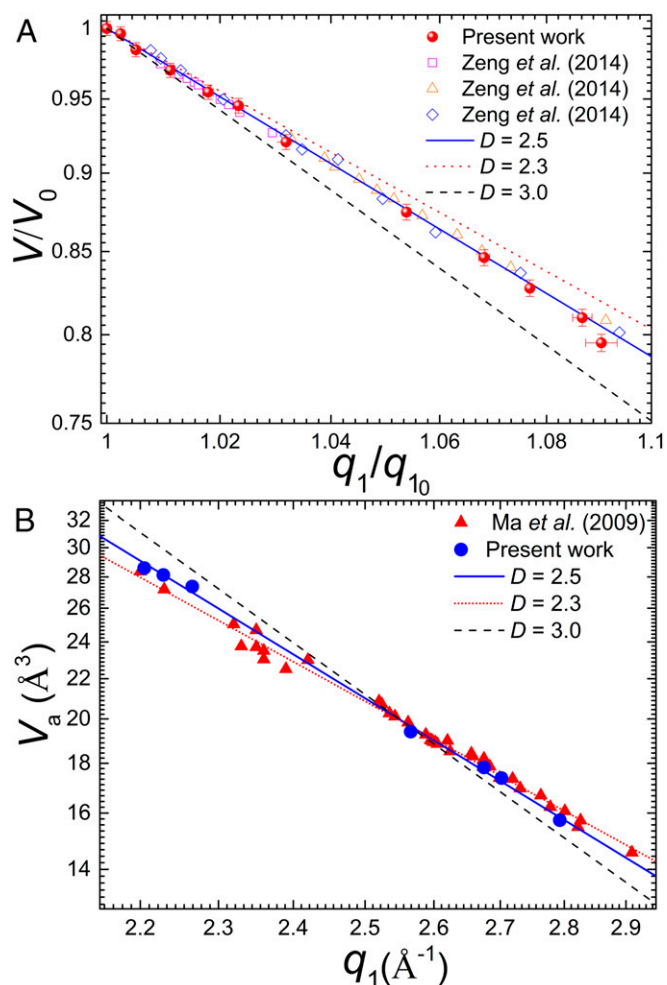 A
1
0.95
0.9
0.85
0.8
0.75
V/V₀
Present work
Zeng et al. (2014)
Zeng et al. (2014)
Zeng et al. (2014)
D = 2.5
D = 2.3
D = 3.0
1 1.02 1.04 1.06 1.08 1.1
q₁/q₁₀
B
32
30
28
26
24
22
20
18
16
14
Vₐ (Å³)
Ma et al. (2009)
Present work
D = 2.5
D = 2.3
D = 3.0
2.2 2.3 2.4 2.5 2.6 2.7 2.8 2.9
q₁(Å⁻¹)